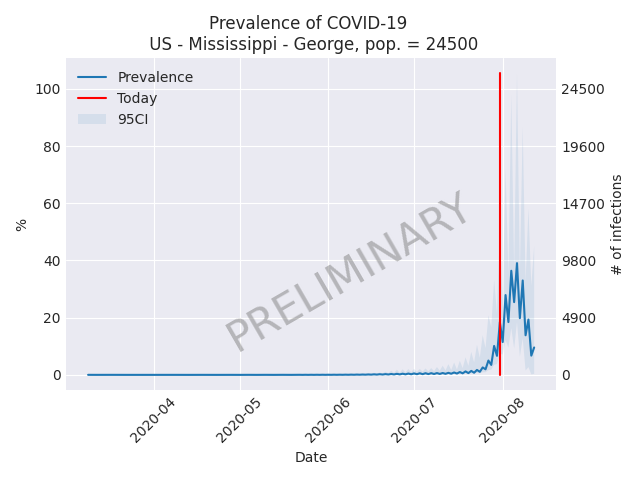 Prevalence of COVID-19
US - Mississippi - George, pop. = 24500
Prevalence
Today
95CI
100
80
60
40
20
0
%
24500
19600
14700
9800
4900
0
# of infections
PRELIMINARY
2020-04
2020-05
2020-06
2020-07
2020-08
Date